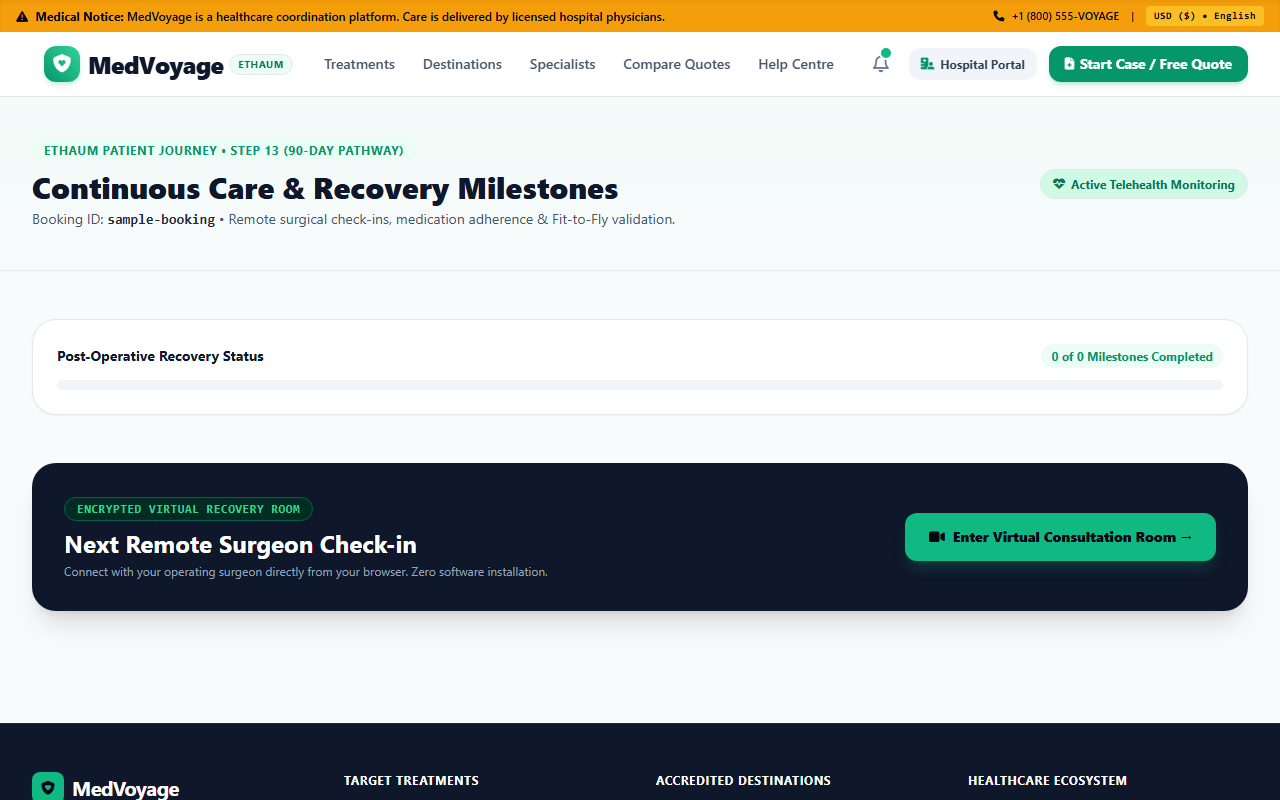 Medical Notice: MedVoyage is a healthcare coordination platform. Care is delivered by licensed hospital physicians.
+1 (800) 555-VOYAGE | USD ($) • English
MedVoyage ETHAUM Treatments Destinations Specialists Compare Quotes Help Centre Hospital Portal Start Case / Free Quote
ETHAUM PATIENT JOURNEY • STEP 13 (90-DAY PATHWAY)
Continuous Care & Recovery Milestones
Booking ID: sample-booking • Remote surgical check-ins, medication adherence & Fit-to-Fly validation.
Active Telehealth Monitoring
Post-Operative Recovery Status
0 of 0 Milestones Completed
ENCRYPTED VIRTUAL RECOVERY ROOM
Next Remote Surgeon Check-in
Connect with your operating surgeon directly from your browser. Zero software installation.
Enter Virtual Consultation Room →
MedVoyage
TARGET TREATMENTS
ACCREDITED DESTINATIONS
HEALTHCARE ECOSYSTEM